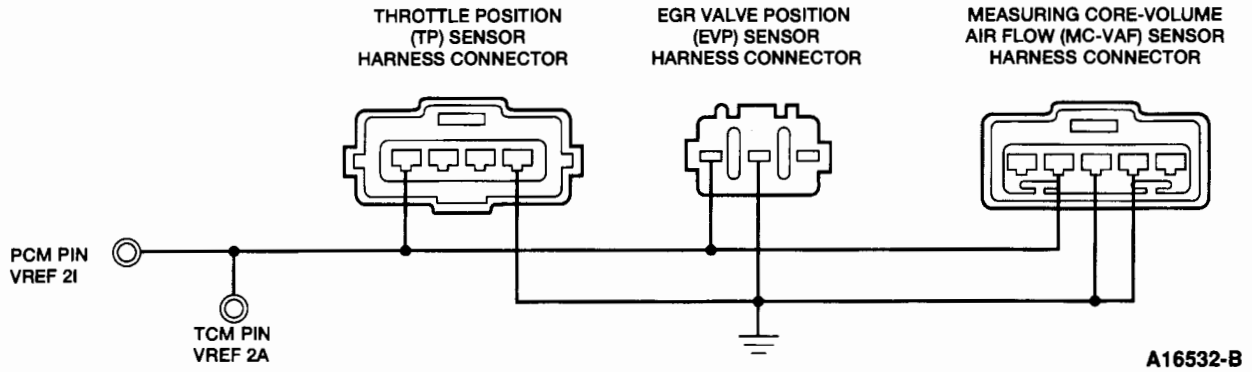 THROTTLE POSITION
(TP) SENSOR
HARNESS CONNECTOR
EGR VALVE POSITION
(EVP) SENSOR
HARNESS CONNECTOR
MEASURING CORE-VOLUME
AIR FLOW (MC-VAF) SENSOR
HARNESS CONNECTOR
PCM PIN
VREF 2I
TCM PIN
VREF 2A
A16532-B